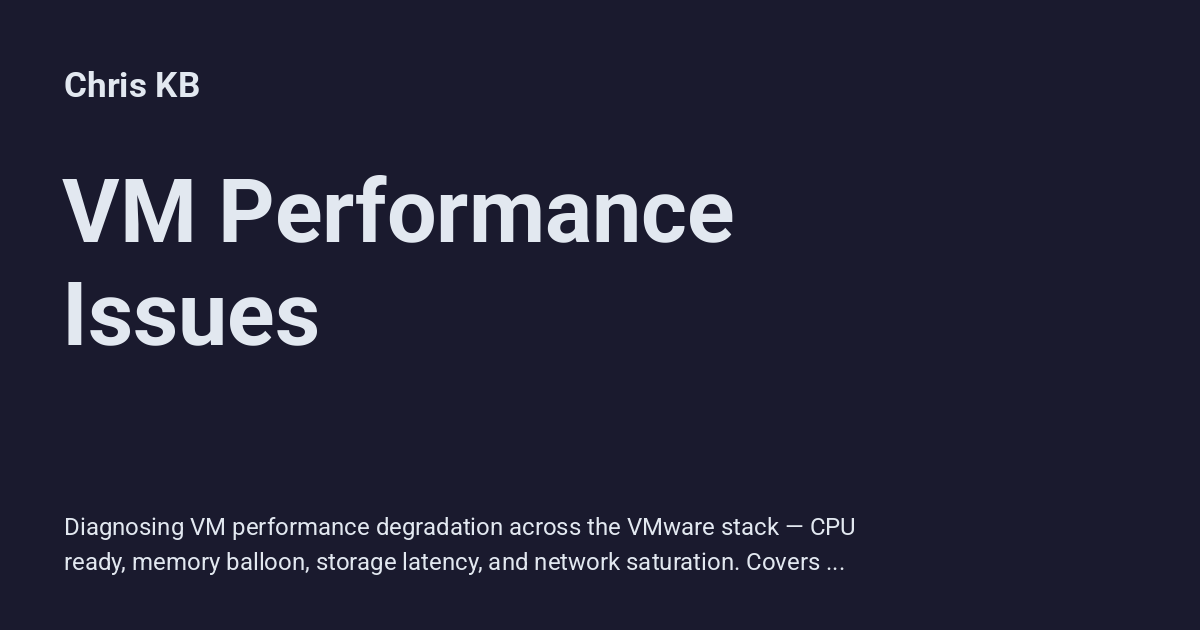 Chris KB
VM Performance
Issues
Diagnosing VM performance degradation across the VMware stack — CPU
ready, memory balloon, storage latency, and network saturation. Covers ...